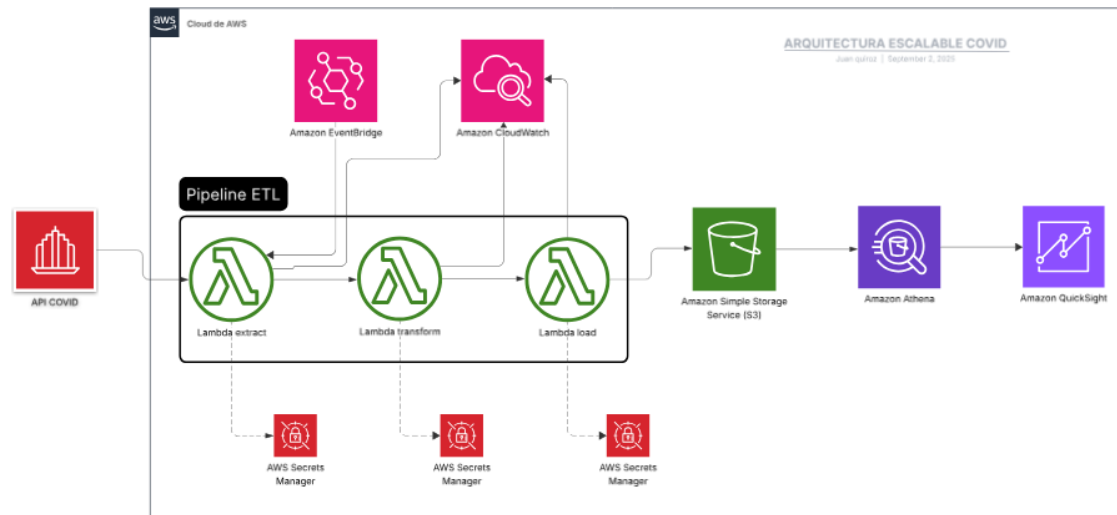 aws
Cloud de AWS
ARQUITECTURA ESCALABLE COVID
Juan quiroz | September 2, 2025
Amazon EventBridge
Amazon CloudWatch
Pipeline ETL
API COVID
Lambda extract
Lambda transform
Lambda load
Amazon Simple Storage
Service (S3)
Amazon Athena
Amazon QuickSight
AWS Secrets
Manager
AWS Secrets
Manager
AWS Secrets
Manager